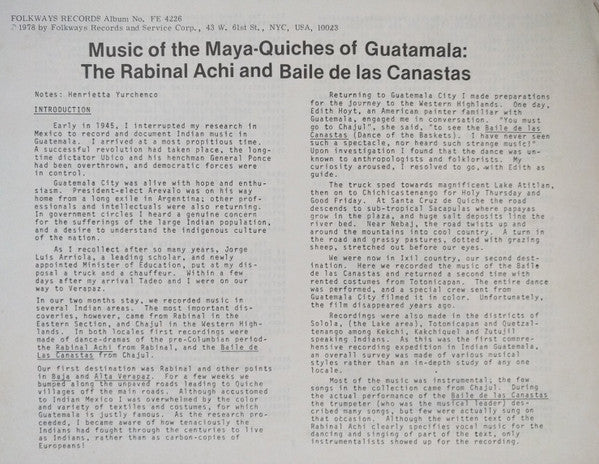 FOLKWAYS RECORDS Album No. FE 4226
©1978 by Folkways Records and Service Corp., 43 W. 61st St., NYC, USA, 10023
Music of the Maya-Quiches of Guatamala:
The Rabinal Achi and Baile de las Canastas
Notes: Henrietta Yurchenco
INTRODUCTION
Early in 1945, I interrupted my research in
Mexico to record and document Indian music in
Guatemala. I arrived at a most propitious time.
A successful revolution had taken place, the long-
time dictator Ubico and his henchman General Ponce
had been overthrown, and democratic forces were
in control.
Guatemala City was alive with hope and enthu-
siasm. President-elect Arevalo was on his way
home from a long exile in Argentina; other pro-
fessionals and intellectuals were also returning.
In government circles I heard a genuine concern
for the sufferings of the large Indian population,
and a desire to understand the indigenous culture
of the nation.
As I recollect after so many years, Jorge
Luis Arriola, a leading scholar, and newly
appointed Minister of Education, put at my dis-
posal a truck and a chauffeur. Within a few
days after my arrival Tadeo and I were on our
way to Verapaz.
In our two months stay, we recorded music in
several Indian areas. The most important dis-
coveries, however, came from Rabinal in the
Eastern Section, and Chajul in the Western High-
lands. In both locales first recordings were
made of dance-dramas of the pre-Columbian period-
the Rabinal Achi from Rabinal, and the Baile de
Las Canastas from Chajul.
Our first destination was Rabinal and other points
in Baja and Alta Verapaz. For a few weeks we
bumped along the unpaved roads leading to Quiche
villages off the main roads. Although accustomed
to Indian Mexico I was overwhelmed by the color
and variety of textiles and costumes, for which
Guatemala is justly famous. As the research pro-
ceeded, I became aware of how tenaciously the
Indians had fought through the centuries to live
as Indians, rather than as carbon-copies of
Europeans!
Returning to Guatemala City I made preparations
for the journey to the Western Highlands. One day,
Edith Hoyt, an American painter familiar with
Guatemala, engaged me in conversation. "You must
go to Chajul", she said, "to see the Baile de las
Canastas (Dance of the Baskets). I have never seen
such a spectacle, nor heard such strange music!"
Upon investigation I found that the dance was un-
known to anthropologists and folklorists. My
curiosity aroused, I resolved to go, with Edith as
guide.
The truck sped towards magnificent Lake Atitlan,
then on to Chichicastenango for Holy Thursday and
Good Friday. At Santa Cruz de Quiche the road
descends to sub-tropical Sacapulas where papayas
grow in the plaza, and huge salt deposits line the
river bed. Near Nebaj, the road twists up and
around the mountains into cool country. A turn in
the road and grassy pastures, dotted with grazing
sheep, stretched out before our eyes.
We were now in Ixil country, our second desti-
nation. Here we recorded the music of the Baile
de las Canastas and returned a second time with
rented costumes from Totonicapan. The entire dance
was performed, and a special crew sent from
Guatemala City filmed it in color. Unfortunately,
the film disappeared years ago.
Recordings were also made in the districts of
Solola, (the Lake area), Totonicapan and Quetzal-
tenango among Kekchi, Kakchiquel and Zutujil
speaking Indians. As this was the first compre-
hensive recording expedition in Indian Guatemala,
an overall survey was made of various musical
styles rather than an in-depth study of any one
locale.
Most of the music was instrumental; the few
songs in the collection came from Chajul. During
the actual performance of the Baile de las Canastas
the trumpeter (who was the musical leader) des-
cribed many songs, but few were actually sung on
that occasion. Although the written text of the
Rabinal Achi clearly specifies vocal music for the
dancing and singing of part of the text, only
instrumentalists showed up for the recording.